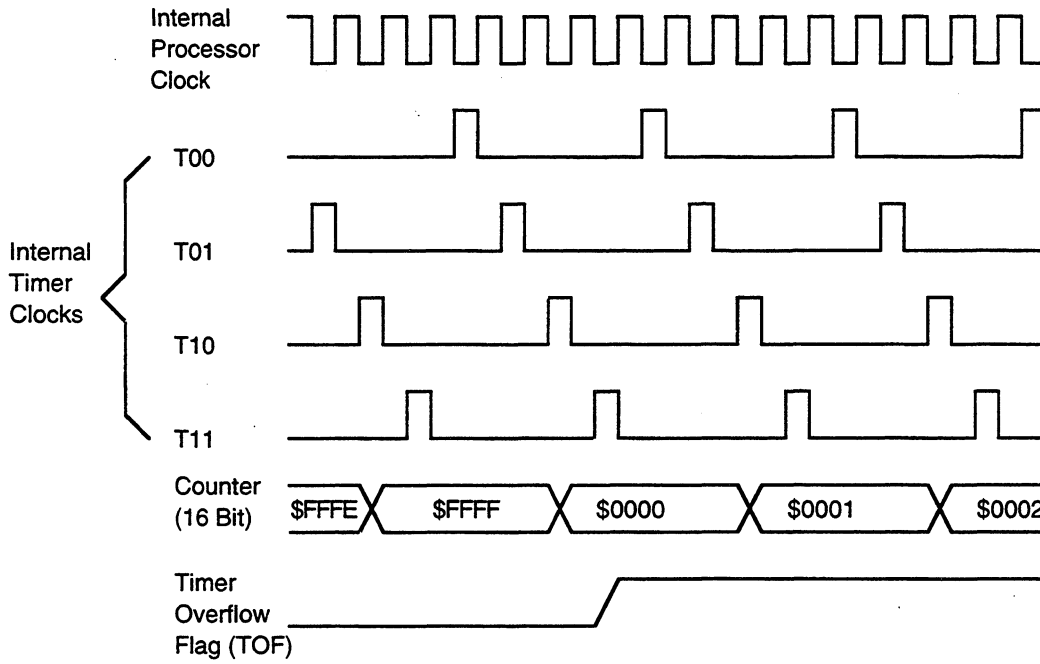 Internal
Processor
Clock
T00
T01
Internal
Timer
Clocks
T10
T11
Counter
(16 Bit)
$FFFE
$FFFF
$0000
$0001
$0002
Timer
Overflow
Flag (TOF)